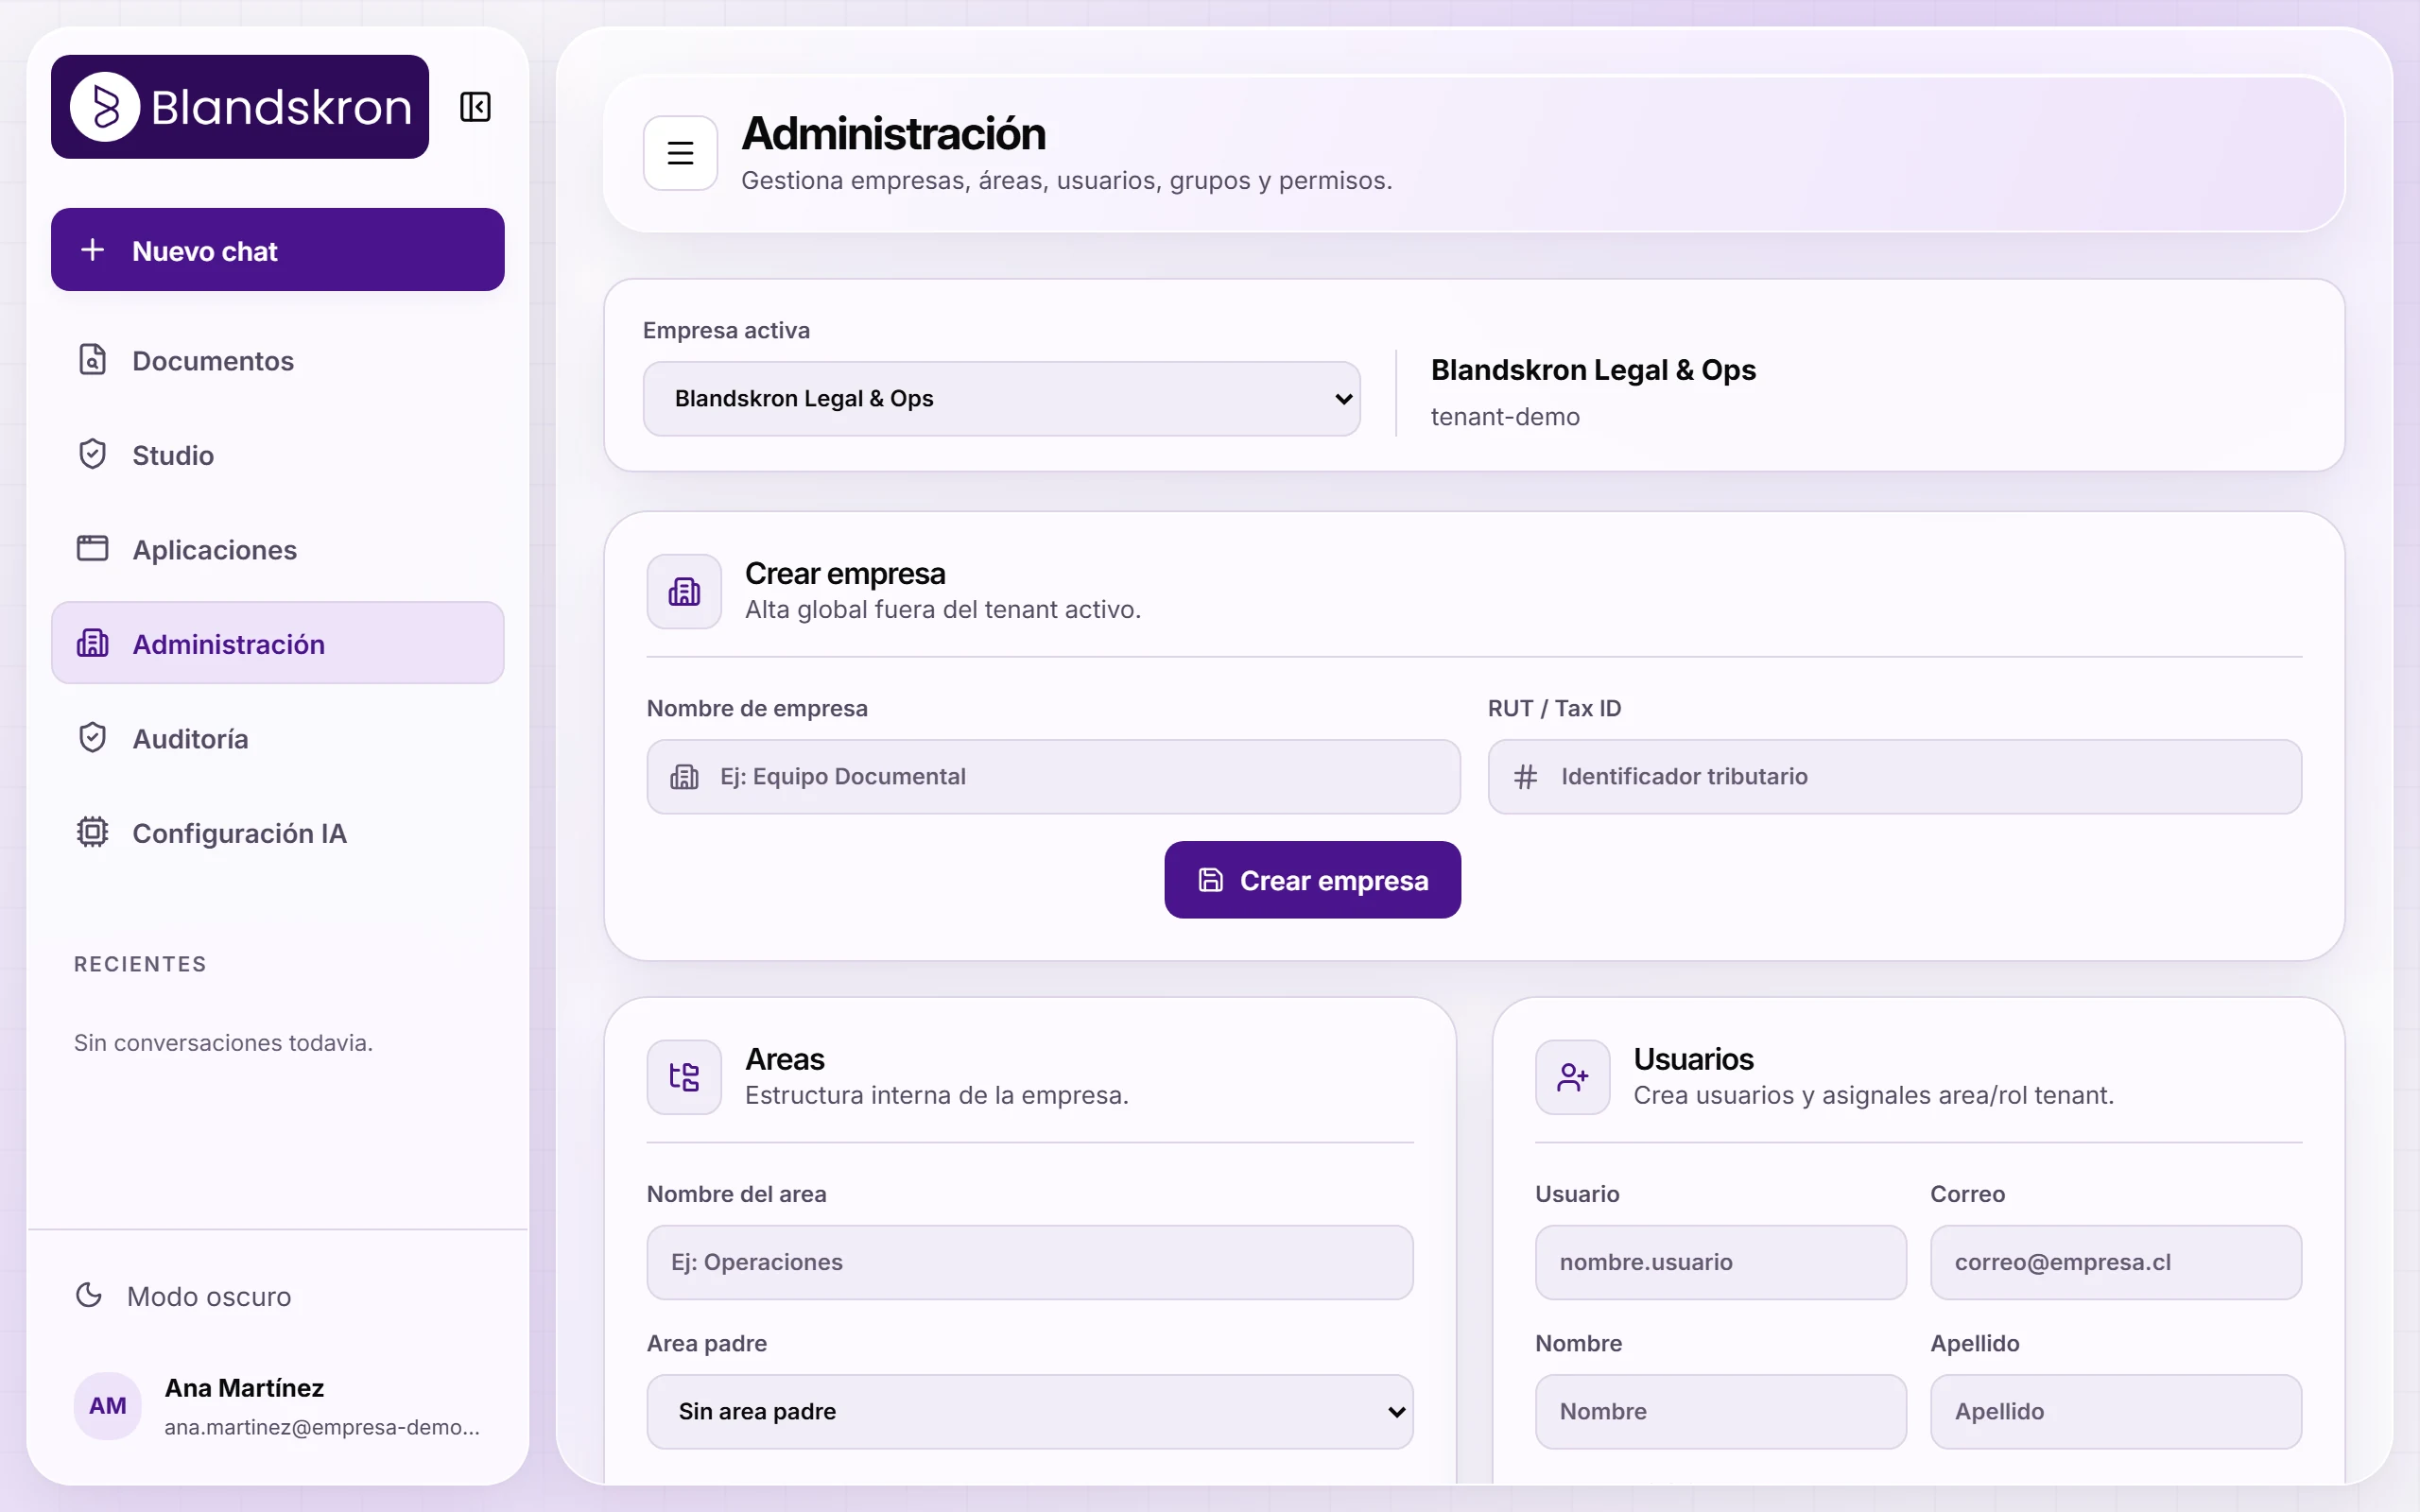 Blandskron
Nuevo chat
Documentos
Studio
Aplicaciones
Administración
Auditoría
Configuración IA
RECIENTES
Sin conversaciones todavia.
Modo oscuro
AM
Ana Martínez
ana.martinez@empresa-demo...
Administración
Gestiona empresas, áreas, usuarios, grupos y permisos.
Empresa activa
Blandskron Legal & Ops
Blandskron Legal & Ops
tenant-demo
Crear empresa
Alta global fuera del tenant activo.
Nombre de empresa
Ej: Equipo Documental
RUT / Tax ID
Identificador tributario
Crear empresa
Areas
Estructura interna de la empresa.
Nombre del area
Ej: Operaciones
Area padre
Sin area padre
Usuarios
Crea usuarios y asignales area/rol tenant.
Usuario
nombre.usuario
Correo
correo@empresa.cl
Nombre
Nombre
Apellido
Apellido